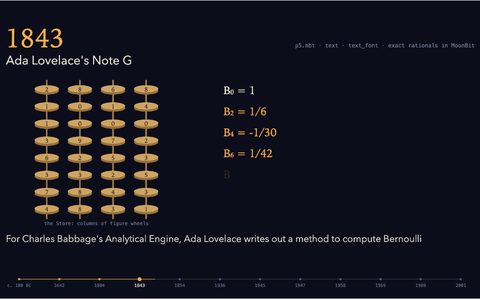 1843
p5.mbt · text · text_font · exact rationals in MoonBit
Ada Lovelace's Note G
B₀ = 1
B₂ = 1/6
B₄ = -1/30
B₆ = 1/42
B
the Store: columns of figure wheels
For Charles Babbage's Analytical Engine, Ada Lovelace writes out a method to compute Bernoulli
c. 100 BC 1642 1804 1843 1854 1936 1945 1947 1958 1969 1989 2001